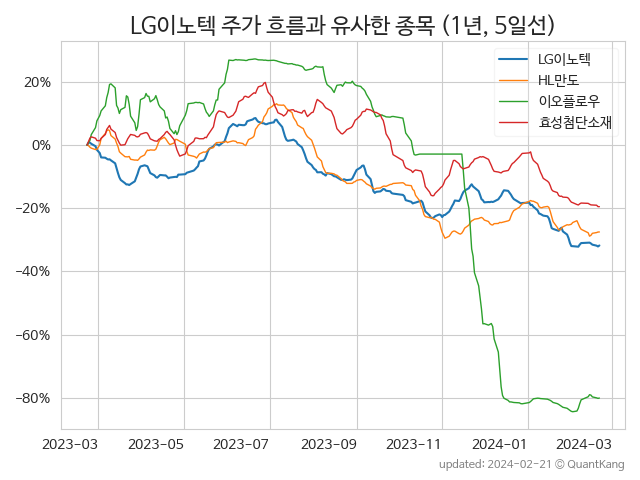 LG이노텍 주가 흐름과 유사한 종목 (1년, 5일선)
LG이노텍
HL만도
이오플로우
효성첨단소재
20%
0%
−20%
−40%
−60%
−80%
2023-03 2023-05 2023-07 2023-09 2023-11 2024-01 2024-03
updated: 2024-02-21 © QuantKang